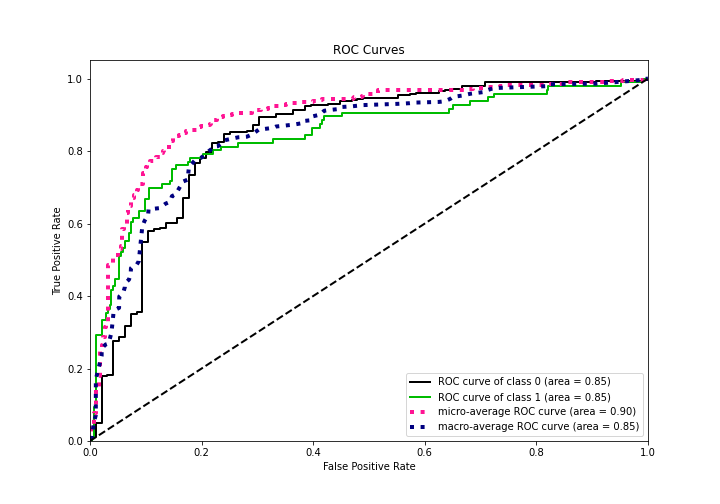 ROC Curves
True Positive Rate
1.0
0.8
0.6
0.4
0.2
0.0
0.0 0.2 0.4 0.6 0.8 1.0
False Positive Rate
ROC curve of class 0 (area = 0.85)
ROC curve of class 1 (area = 0.85)
micro-average ROC curve (area = 0.90)
macro-average ROC curve (area = 0.85)